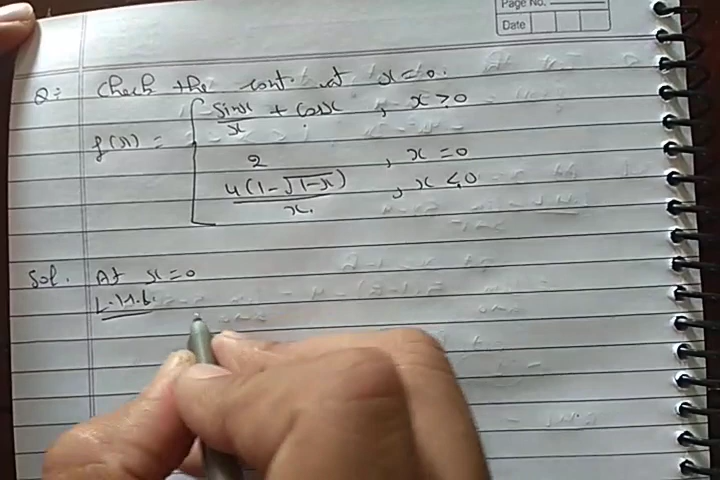 Page No.
Date
Q: Check the cont. at x = 0.
sinx/x + cosx , x > 0
f(x) = 2 , x = 0
4(1-√1-x)/x , x < 0
Sol. At x = 0
L.H.L.